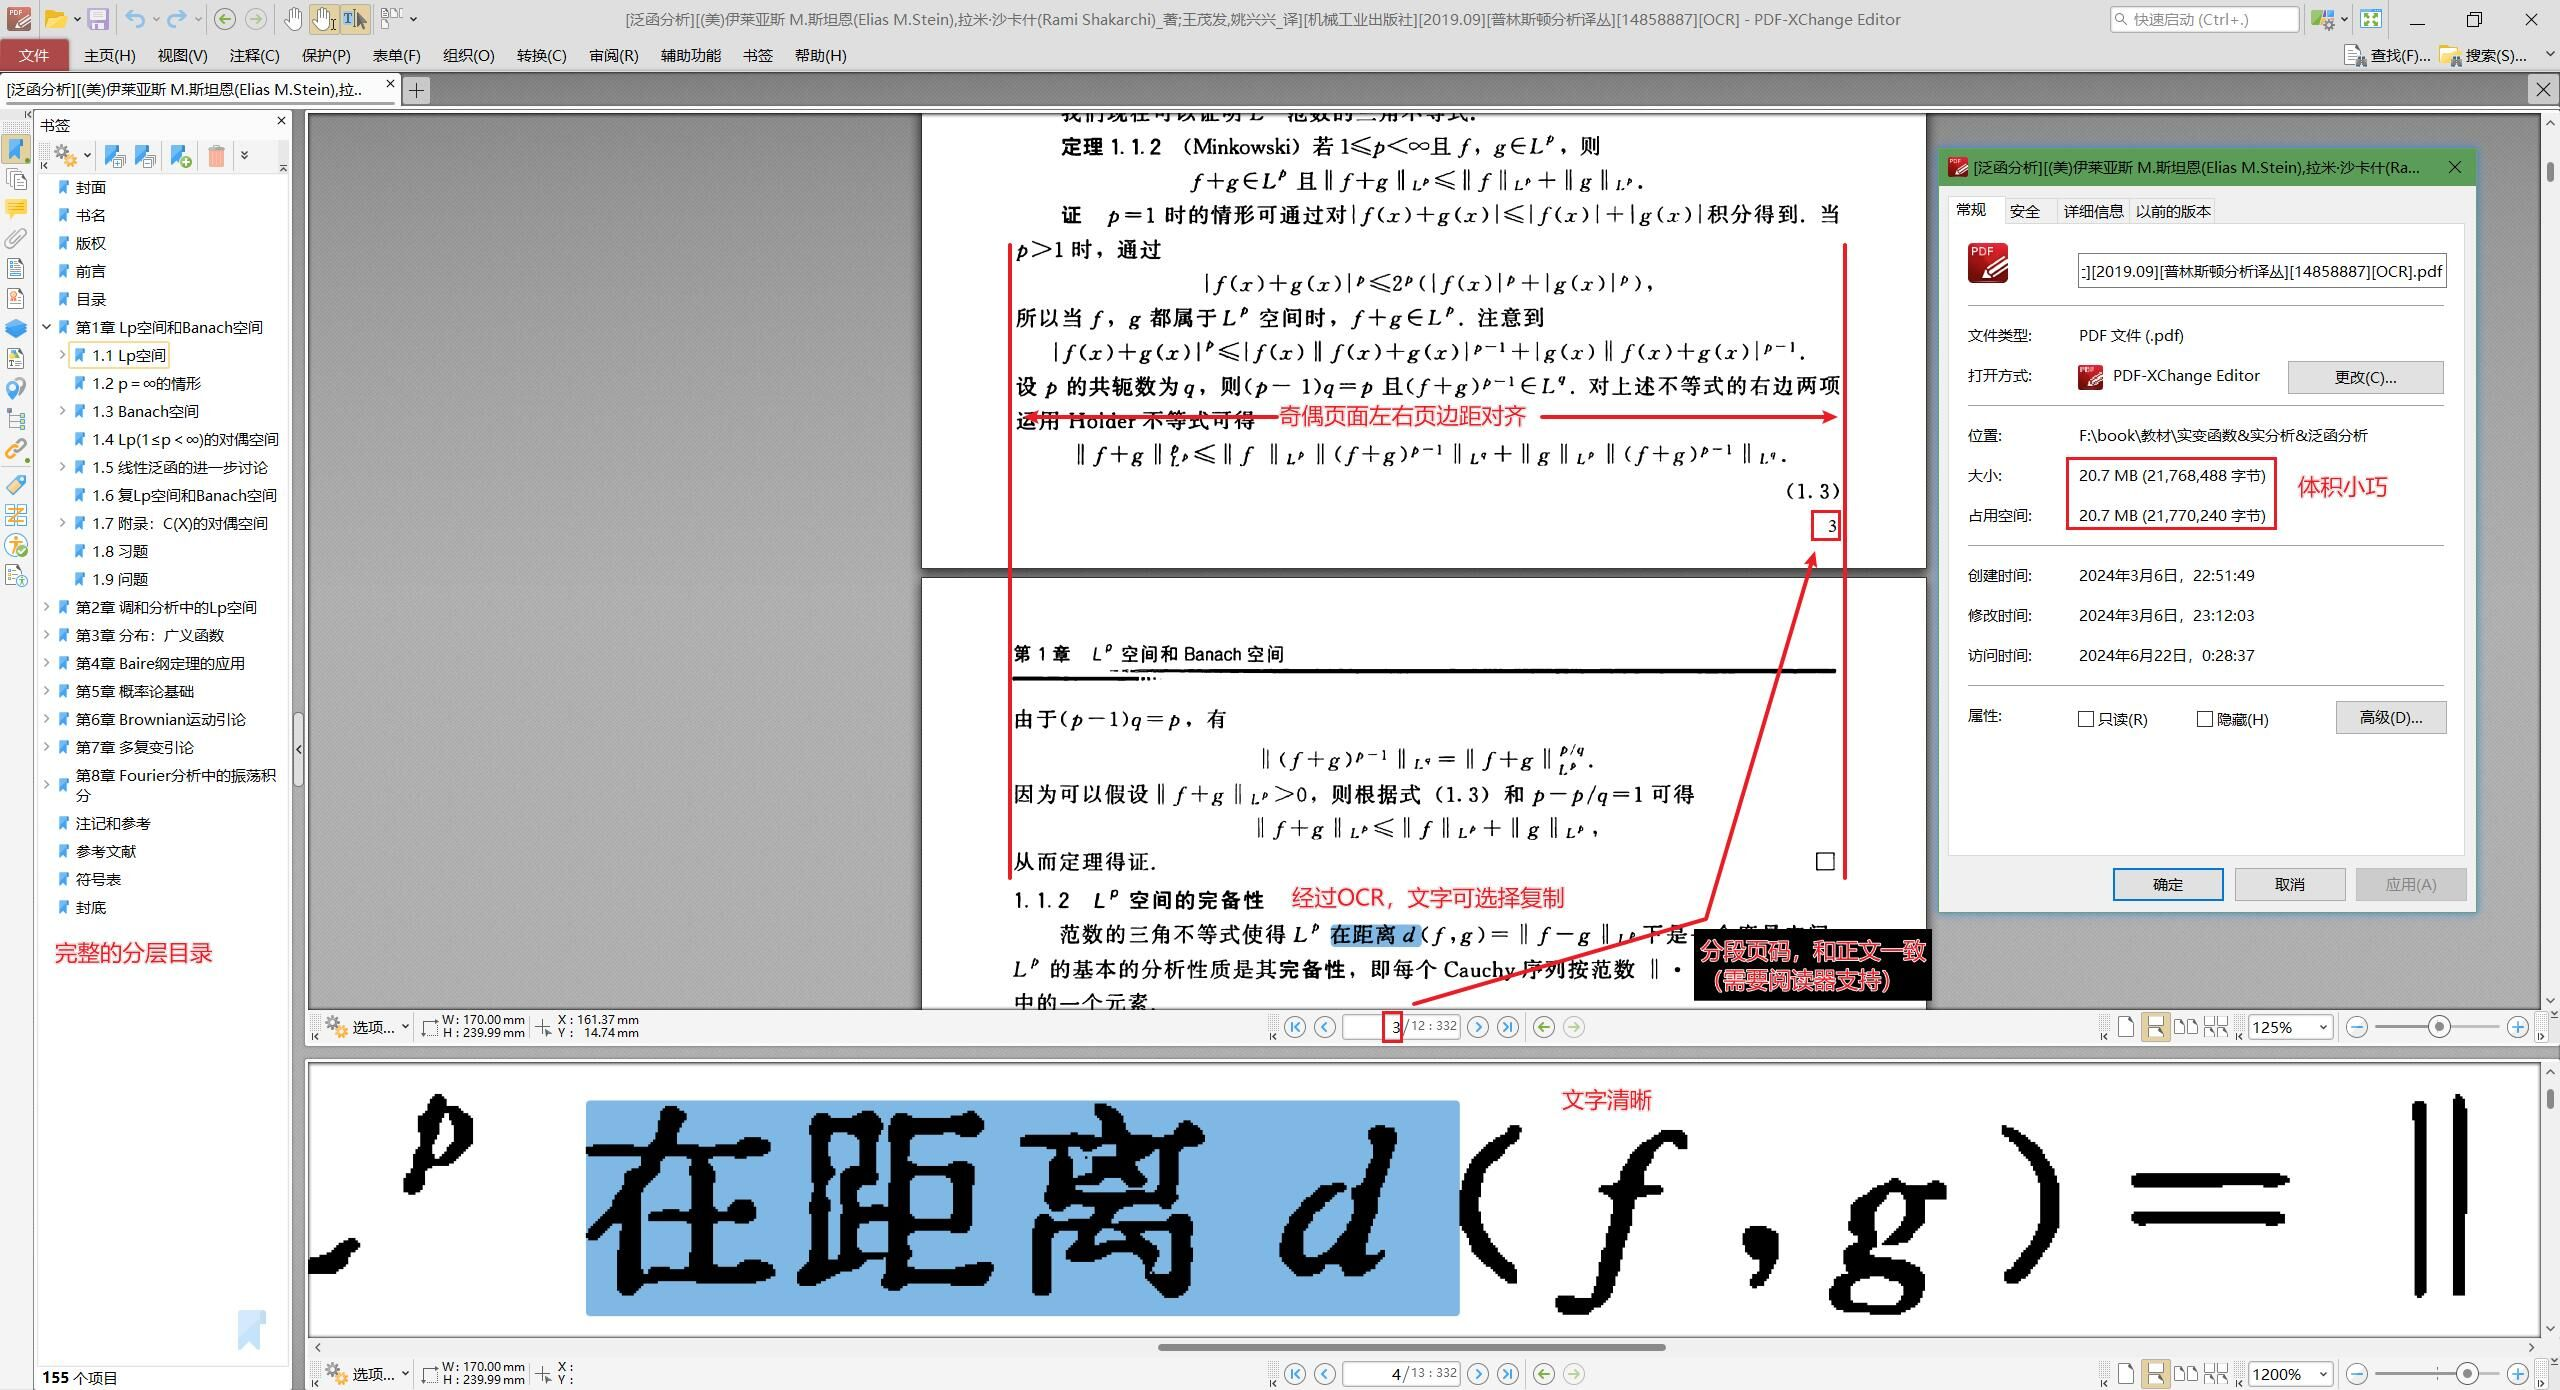 [泛函分析][(美)伊莱亚斯 M.斯坦恩(Elias M.Stein),拉米·沙卡什(Rami Shakarchi)_著;王茂发,姚兴兴_译][机械工业出版社][2019.09][普林斯顿分析译丛][14858887][OCR] - PDF-XChange Editor
快速启动 (Ctrl+.)
文件 主页(H) 视图(V) 注释(C) 保护(P) 表单(F) 组织(O) 转换(C) 审阅(R) 辅助功能 书签 帮助(H)
查找(F)... 搜索(S)...
[泛函分析][(美)伊莱亚斯 M.斯坦恩(Elias M.Stein),拉..
书签
封面
书名
版权
前言
目录
第1章 Lp空间和Banach空间
1.1 Lp空间
1.2 p = ∞的情形
1.3 Banach空间
1.4 Lp(1≤p < ∞)的对偶空间
1.5 线性泛函的进一步讨论
1.6 复Lp空间和Banach空间
1.7 附录：C(X)的对偶空间
1.8 习题
1.9 问题
第2章 调和分析中的Lp空间
第3章 分布：广义函数
第4章 Baire纲定理的应用
第5章 概率论基础
第6章 Brownian运动引论
第7章 多复变引论
第8章 Fourier分析中的振荡积
分
注记和参考
参考文献
符号表
封底
完整的分层目录
155 个项目
定理 1.1.2 （Minkowski）若 1≤p<∞且 f，g∈Lᵖ，则
f+g∈Lᵖ 且‖f+g‖_Lᵖ≤‖f‖_Lᵖ+‖g‖_Lᵖ.
证 p=1 时的情形可通过对|f(x)+g(x)|≤|f(x)|+|g(x)|积分得到. 当
p>1 时，通过
|f(x)+g(x)|ᵖ≤2ᵖ(|f(x)|ᵖ+|g(x)|ᵖ),
所以当 f，g 都属于 Lᵖ 空间时，f+g∈Lᵖ. 注意到
|f(x)+g(x)|ᵖ≤|f(x)‖f(x)+g(x)|ᵖ⁻¹+|g(x)‖f(x)+g(x)|ᵖ⁻¹.
设 p 的共轭数为 q，则(p-1)q=p 且(f+g)ᵖ⁻¹∈L^q. 对上述不等式的右边两项
运用 Holder 不等式可得
奇偶页面左右页边距对齐
‖f+g‖ᵖ_Lᵖ≤‖f‖_Lᵖ‖(f+g)ᵖ⁻¹‖_L^q+‖g‖_Lᵖ‖(f+g)ᵖ⁻¹‖_L^q.
(1.3)
3
第 1 章 Lᵖ 空间和 Banach 空间
由于(p-1)q=p，有
‖(f+g)ᵖ⁻¹‖_L^q=‖f+g‖^{p/q}_Lᵖ.
因为可以假设‖f+g‖_Lᵖ>0，则根据式（1.3）和 p-p/q=1 可得
‖f+g‖_Lᵖ≤‖f‖_Lᵖ+‖g‖_Lᵖ,
从而定理得证. □
1.1.2 Lᵖ 空间的完备性
经过OCR，文字可选择复制
范数的三角不等式使得 Lᵖ 在距离 d(f,g)=‖f-g‖_Lᵖ下是
Lᵖ 的基本的分析性质是其完备性，即每个 Cauchy 序列按范数 ‖·
中的一个元素.
分段页码，和正文一致
（需要阅读器支持）
选项... W: 170.00 mm H: 239.99 mm X: 161.37 mm Y: 14.74 mm
3 / 12 : 332
125%
p 在距离 d(f,g)=‖
文字清晰
选项... W: 170.00 mm H: 239.99 mm X: Y:
4 / 13 : 332
1200%
[泛函分析][(美)伊莱亚斯 M.斯坦恩(Elias M.Stein),拉米·沙卡什(Ra...
常规 安全 详细信息 以前的版本
PDF
][2019.09][普林斯顿分析译丛][14858887][OCR].pdf
文件类型: PDF 文件 (.pdf)
打开方式: PDF-XChange Editor 更改(C)...
位置: F:\book\教材\实变函数&实分析&泛函分析
大小: 20.7 MB (21,768,488 字节)
体积小巧
占用空间: 20.7 MB (21,770,240 字节)
创建时间: 2024年3月6日，22:51:49
修改时间: 2024年3月6日，23:12:03
访问时间: 2024年6月22日，0:28:37
属性: 只读(R) 隐藏(H) 高级(D)...
确定 取消 应用(A)